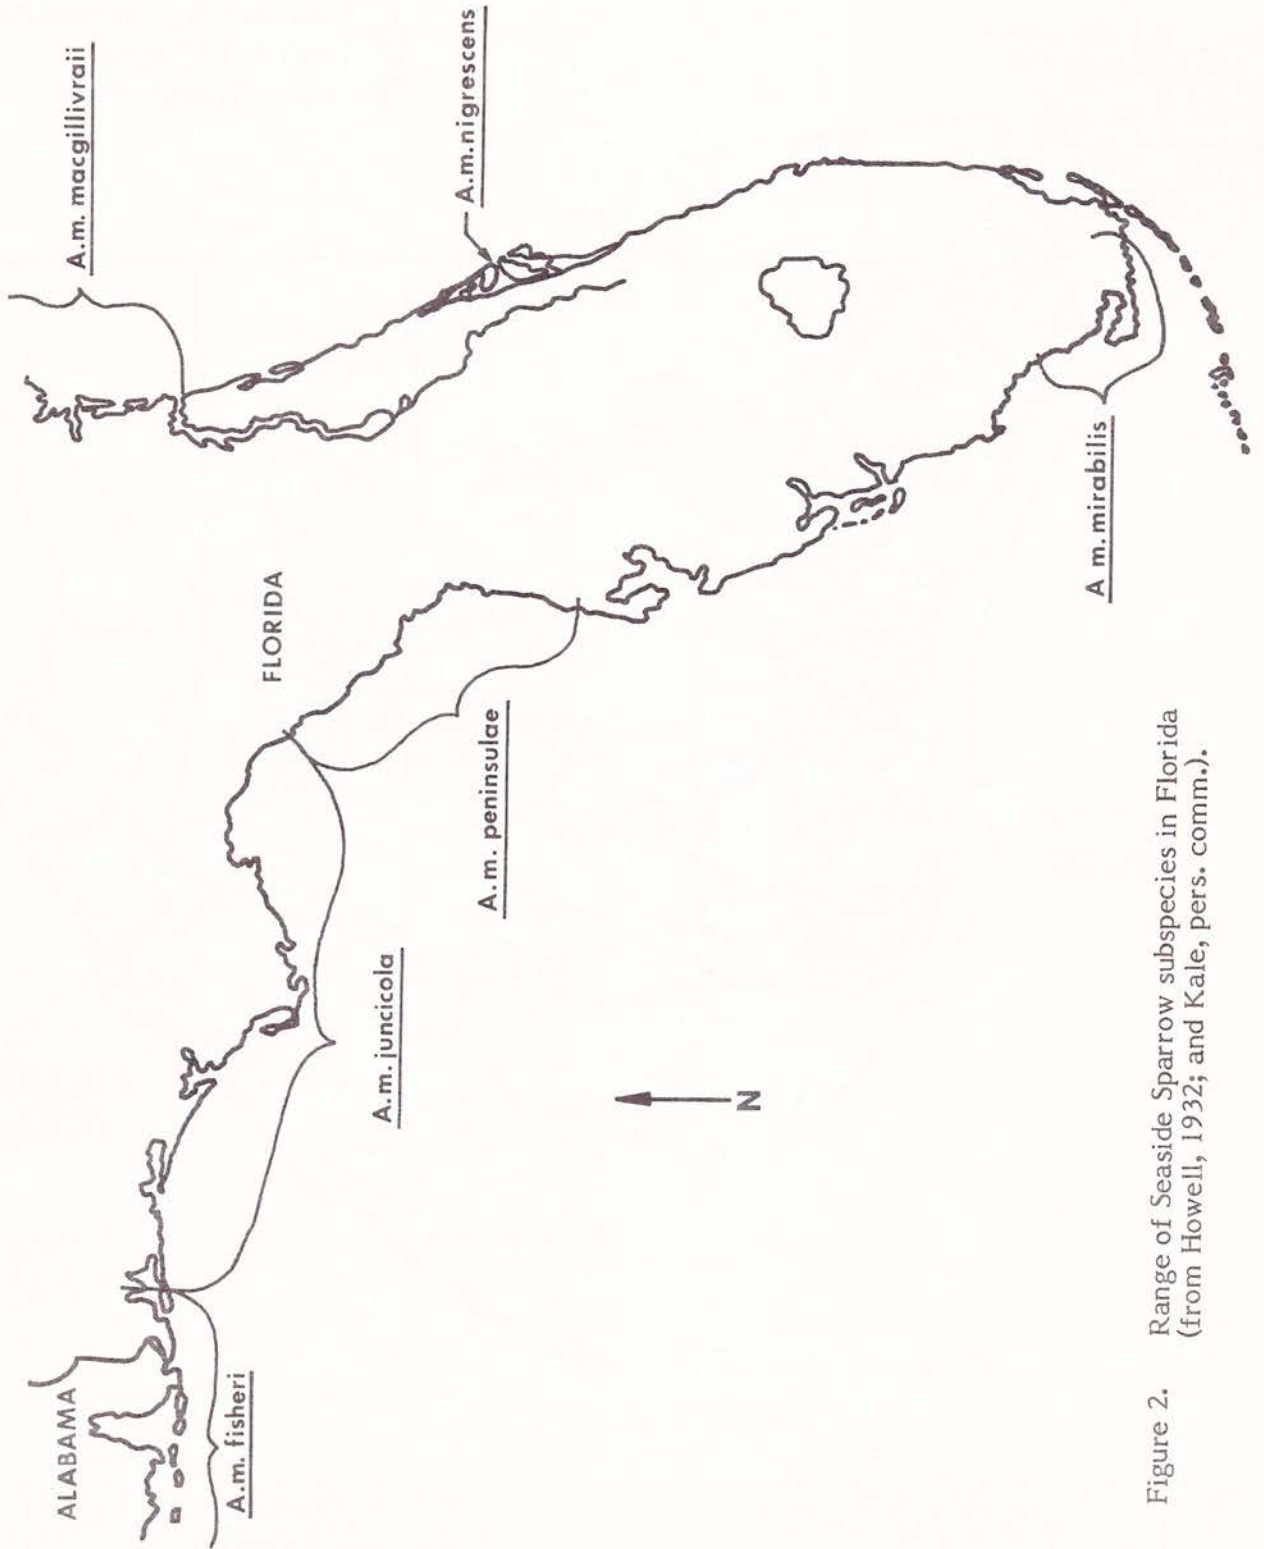 A.m. macgillivraii
A.m.nigrescens
ALABAMA
FLORIDA
A.m. fisheri
A.m. juncicola
A.m. peninsulae
N
A m. mirabilis
Figure 2. Range of Seaside Sparrow subspecies in Florida
(from Howell, 1932; and Kale, pers. comm.).